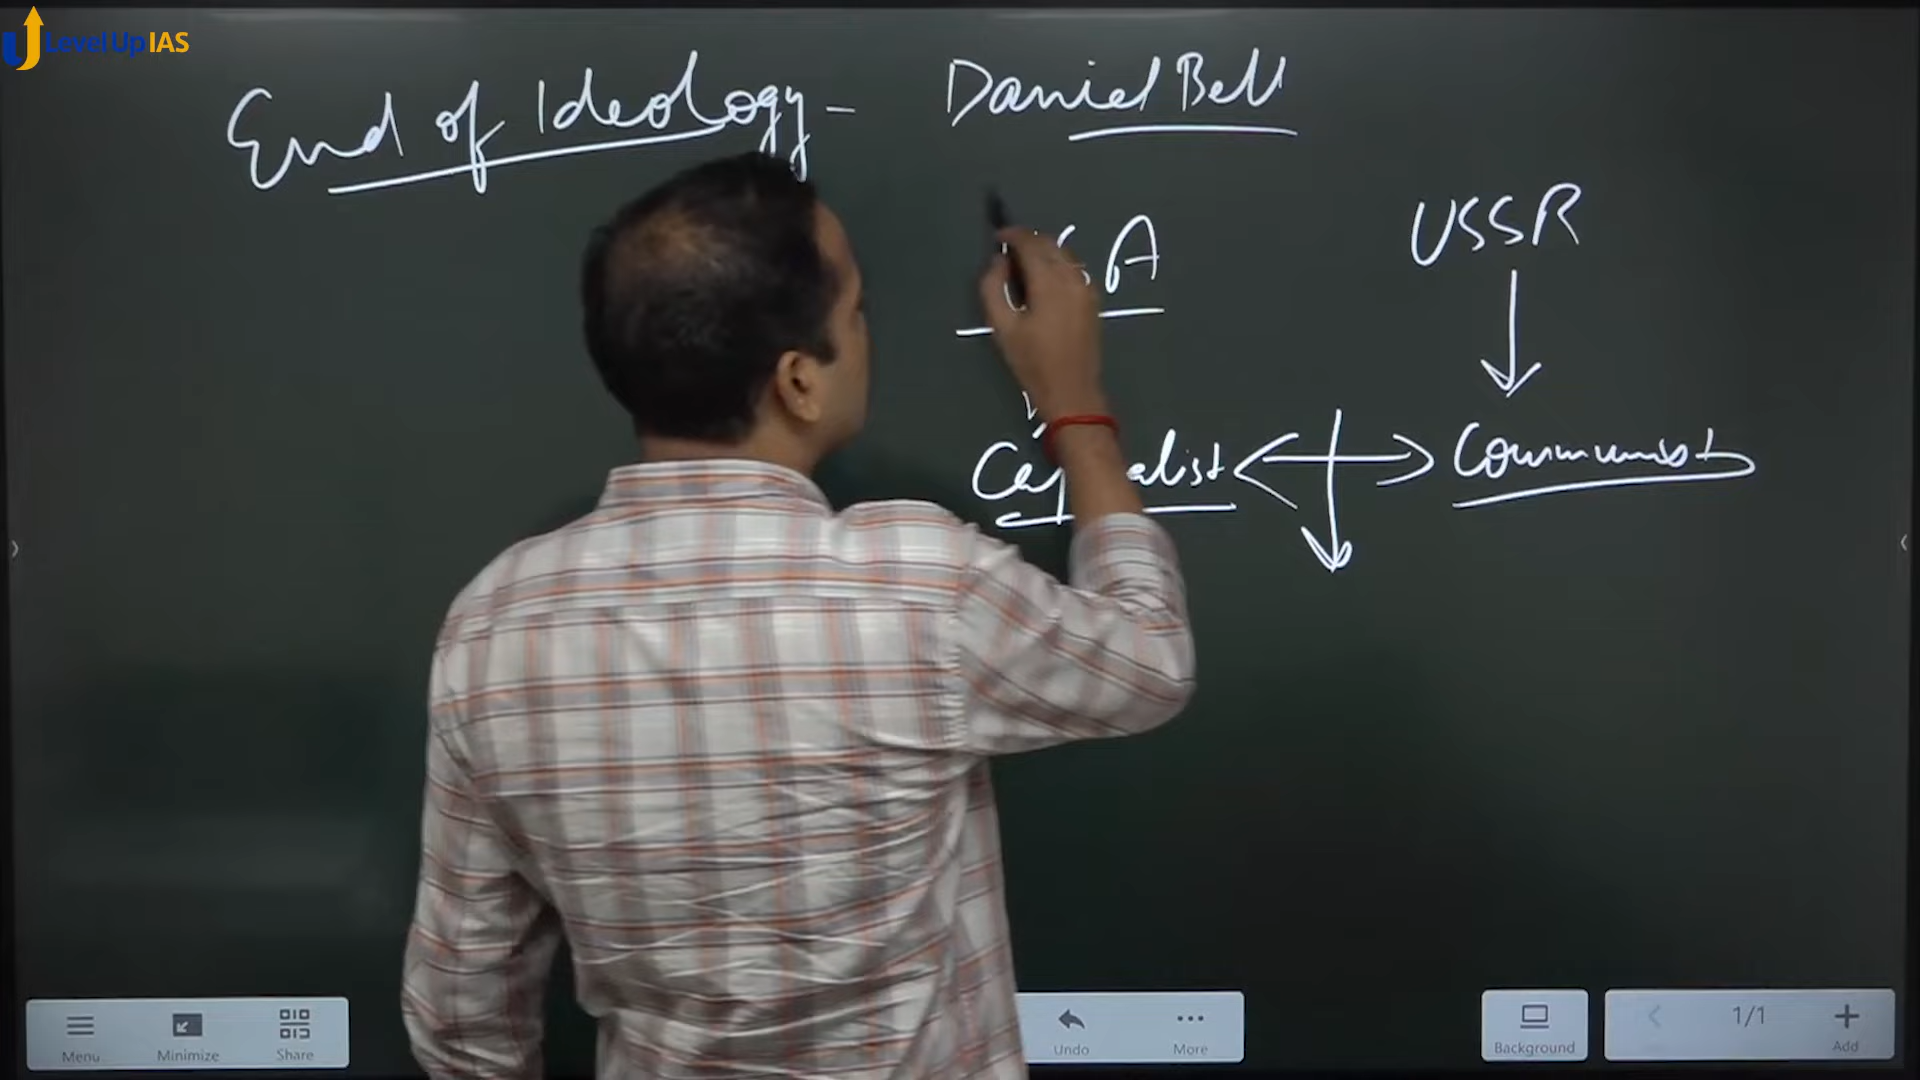 Level Up IAS
End of Ideology - Daniel Bell
USSR
Communist
Menu Minimize Share Undo More Background 1/1 Add